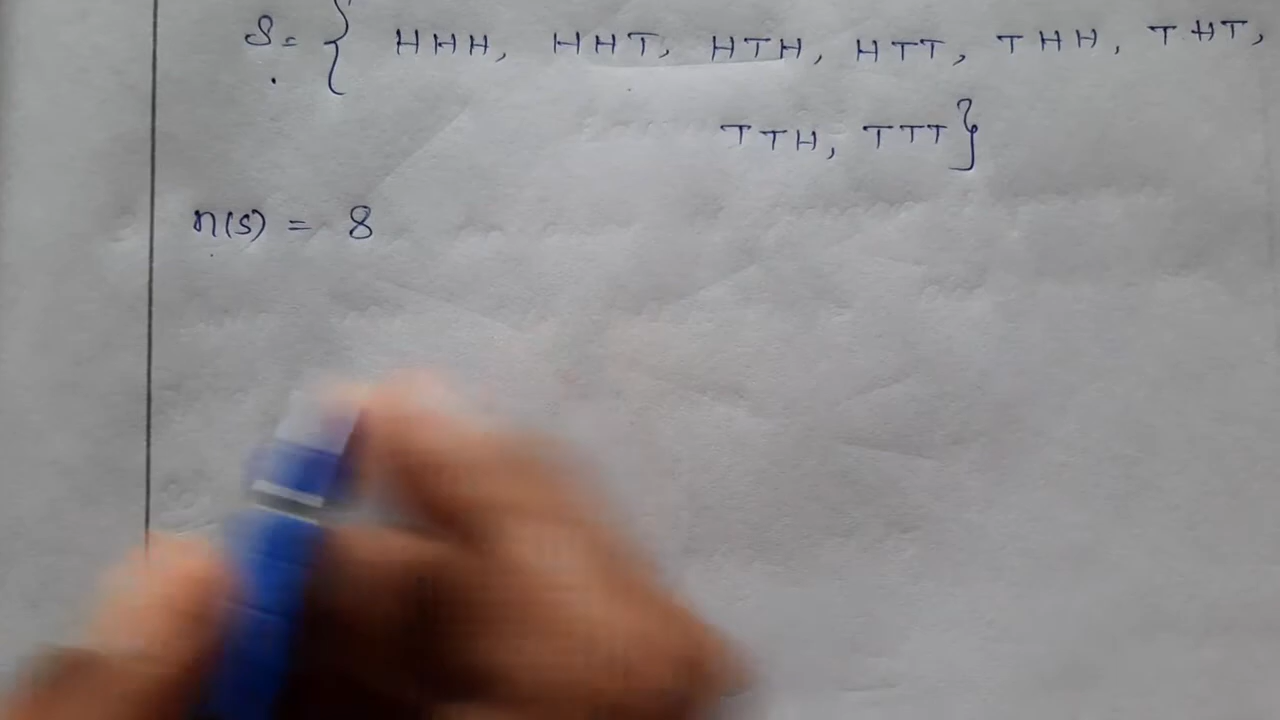 S = { HHH, HHT, HTH, HTT, THH, THT,
TTH, TTT }
n(s) = 8